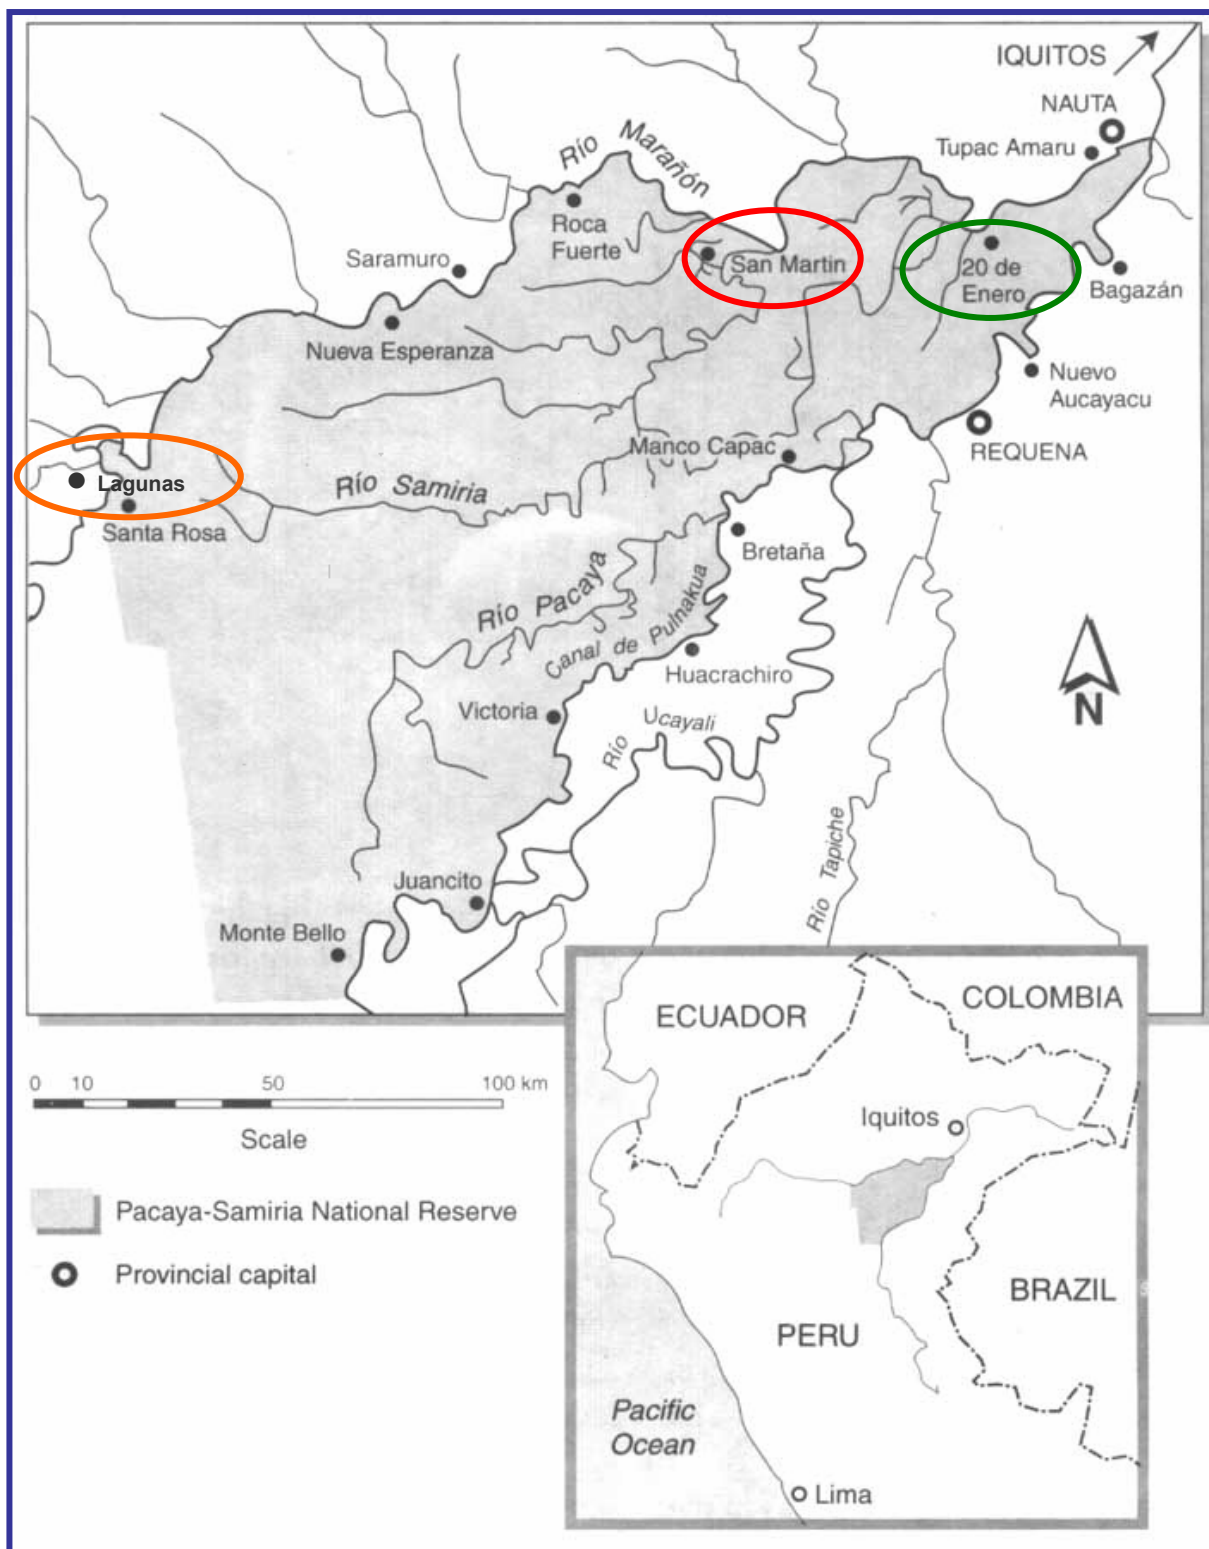 IQUITOS
NAUTA
Tupac Amaru
Río Marañón
Roca
Fuerte
San Martin
20 de
Enero
Saramuro
Bagazán
Nueva Esperanza
Nuevo
Aucayacu
Manco Capac
REQUENA
Lagunas
Río Samiria
Santa Rosa
Bretaña
Río Pacaya
Canal de Pulnakua
Huacrachiro
N
Victoria
Río Ucayali
Río Tapiche
Juancito
Monte Bello
ECUADOR
COLOMBIA
0 10 50 100 km
Scale
Iquitos
Pacaya-Samiria National Reserve
Provincial capital
BRAZIL
PERU
Pacific
Ocean
Lima